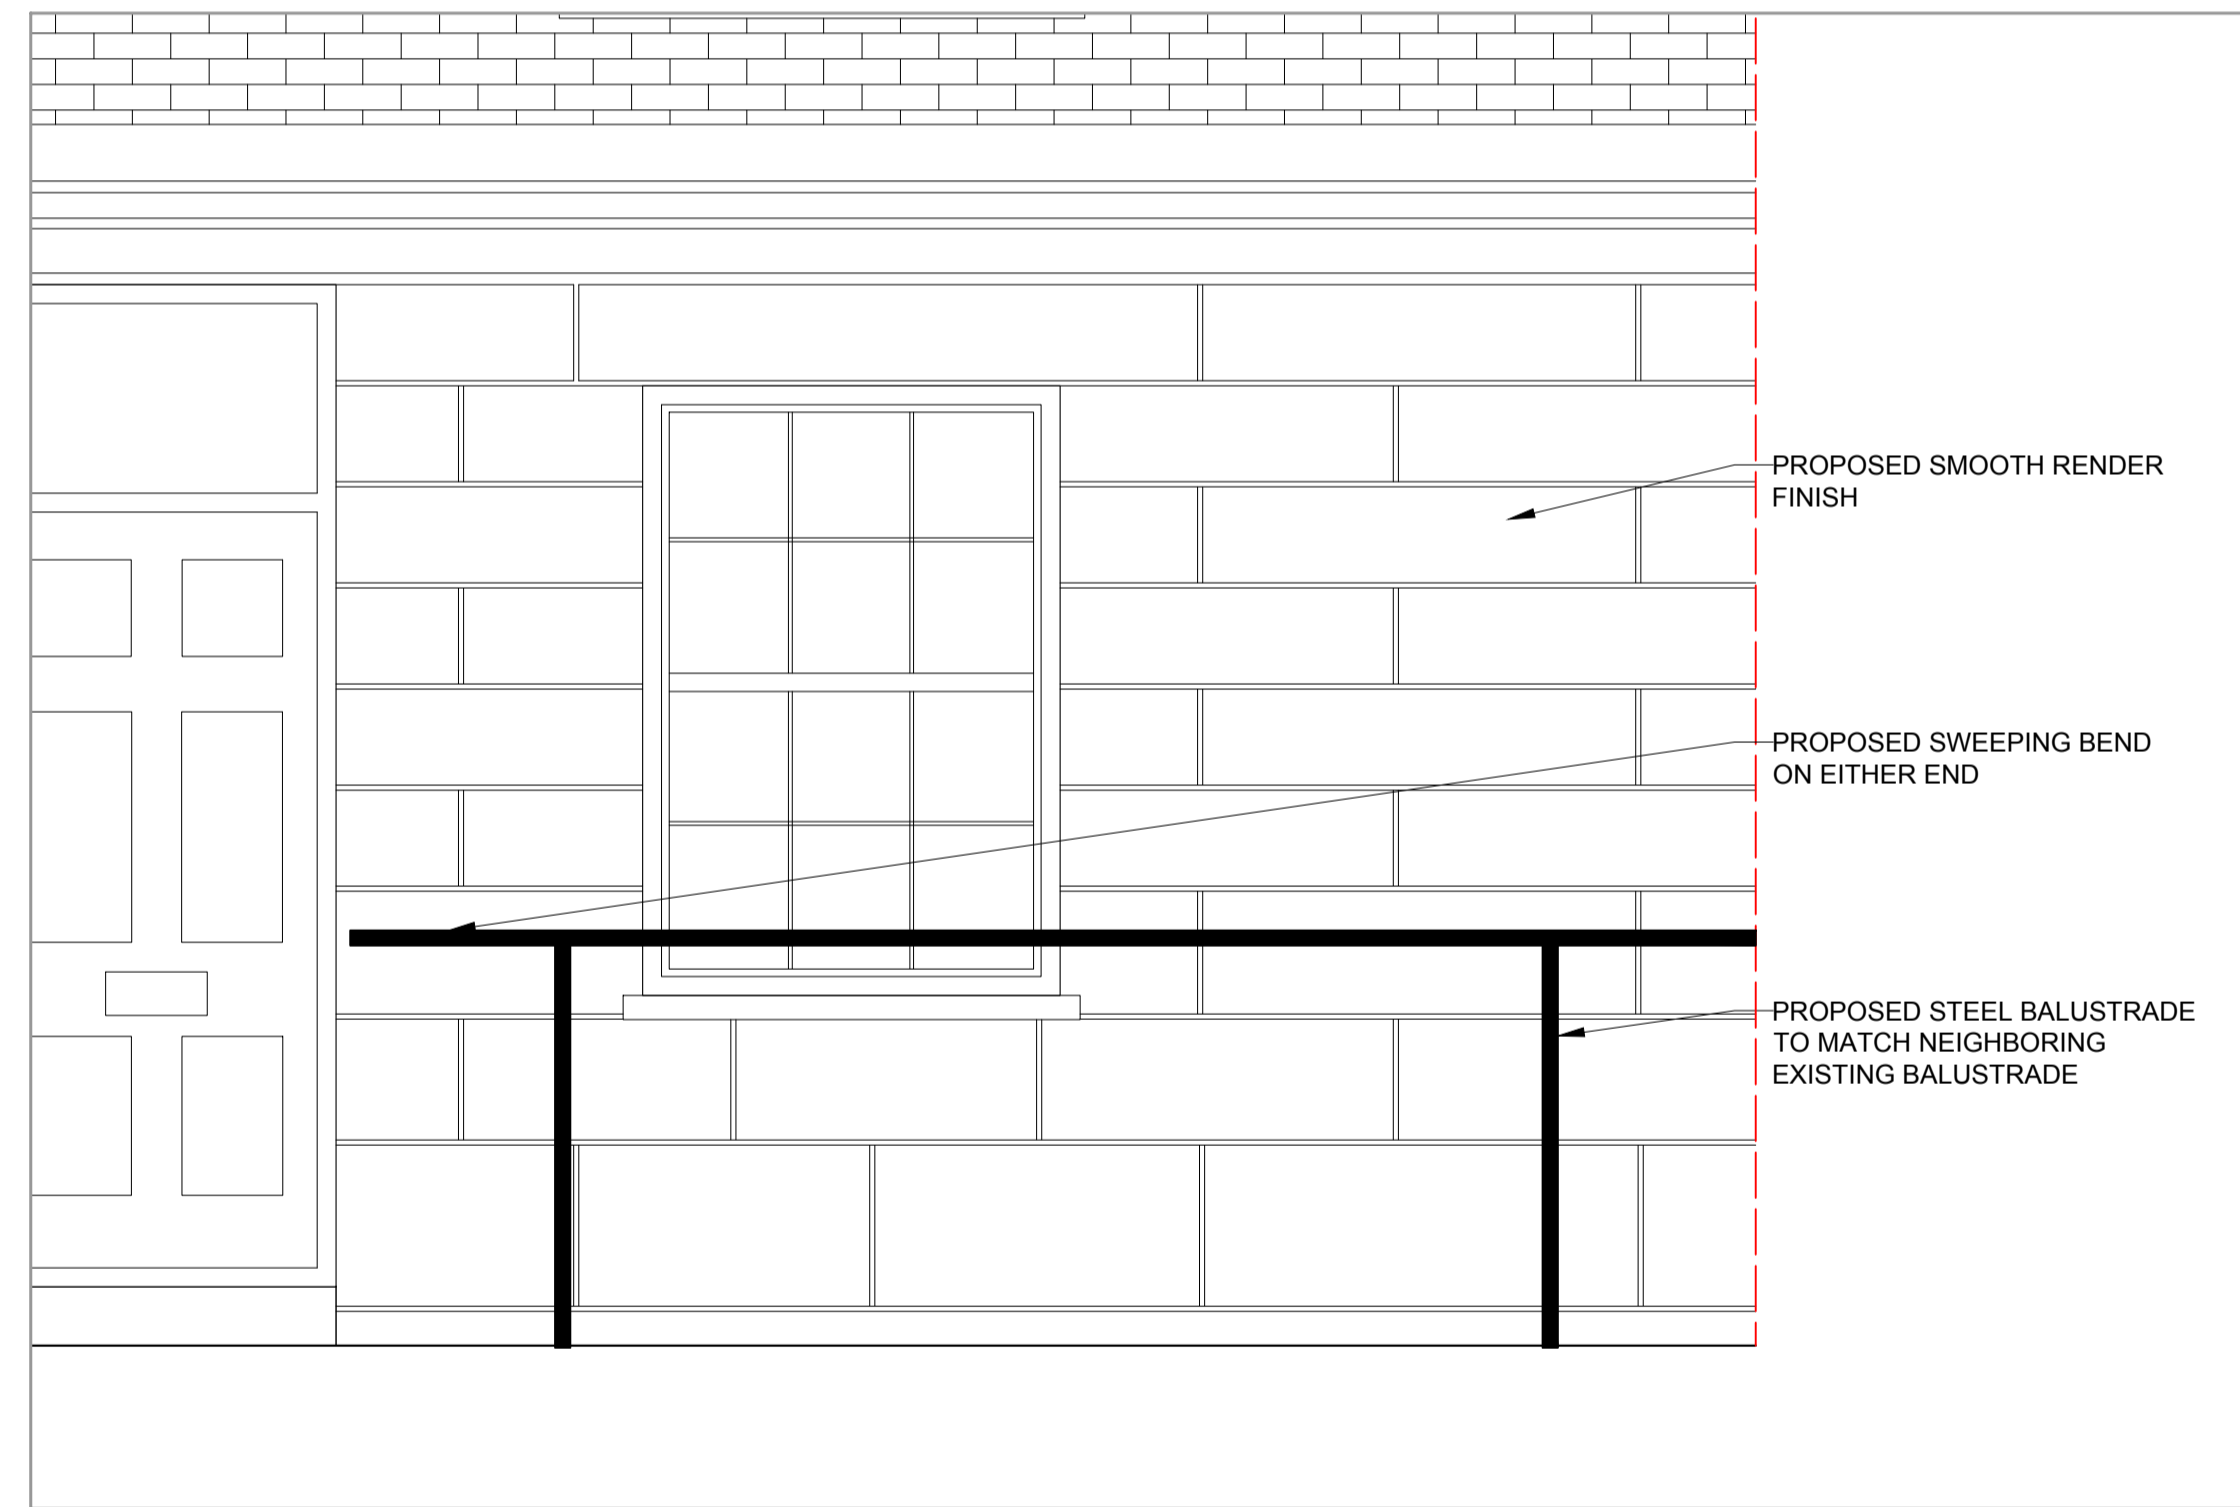 PROPOSED SMOOTH RENDER
FINISH
PROPOSED SWEEPING BEND
ON EITHER END
PROPOSED STEEL BALUSTRADE
TO MATCH NEIGHBORING
EXISTING BALUSTRADE